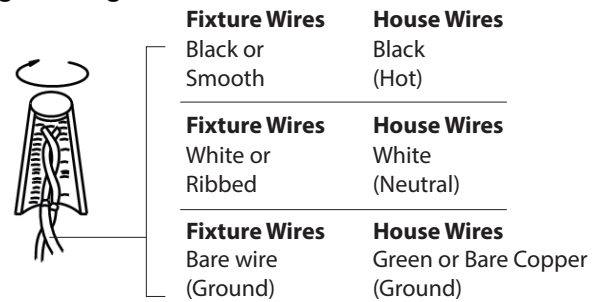 Fixture Wires House Wires
Black or Black
Smooth (Hot)
Fixture Wires House Wires
White or White
Ribbed (Neutral)
Fixture Wires House Wires
Bare wire Green or Bare Copper
(Ground) (Ground)